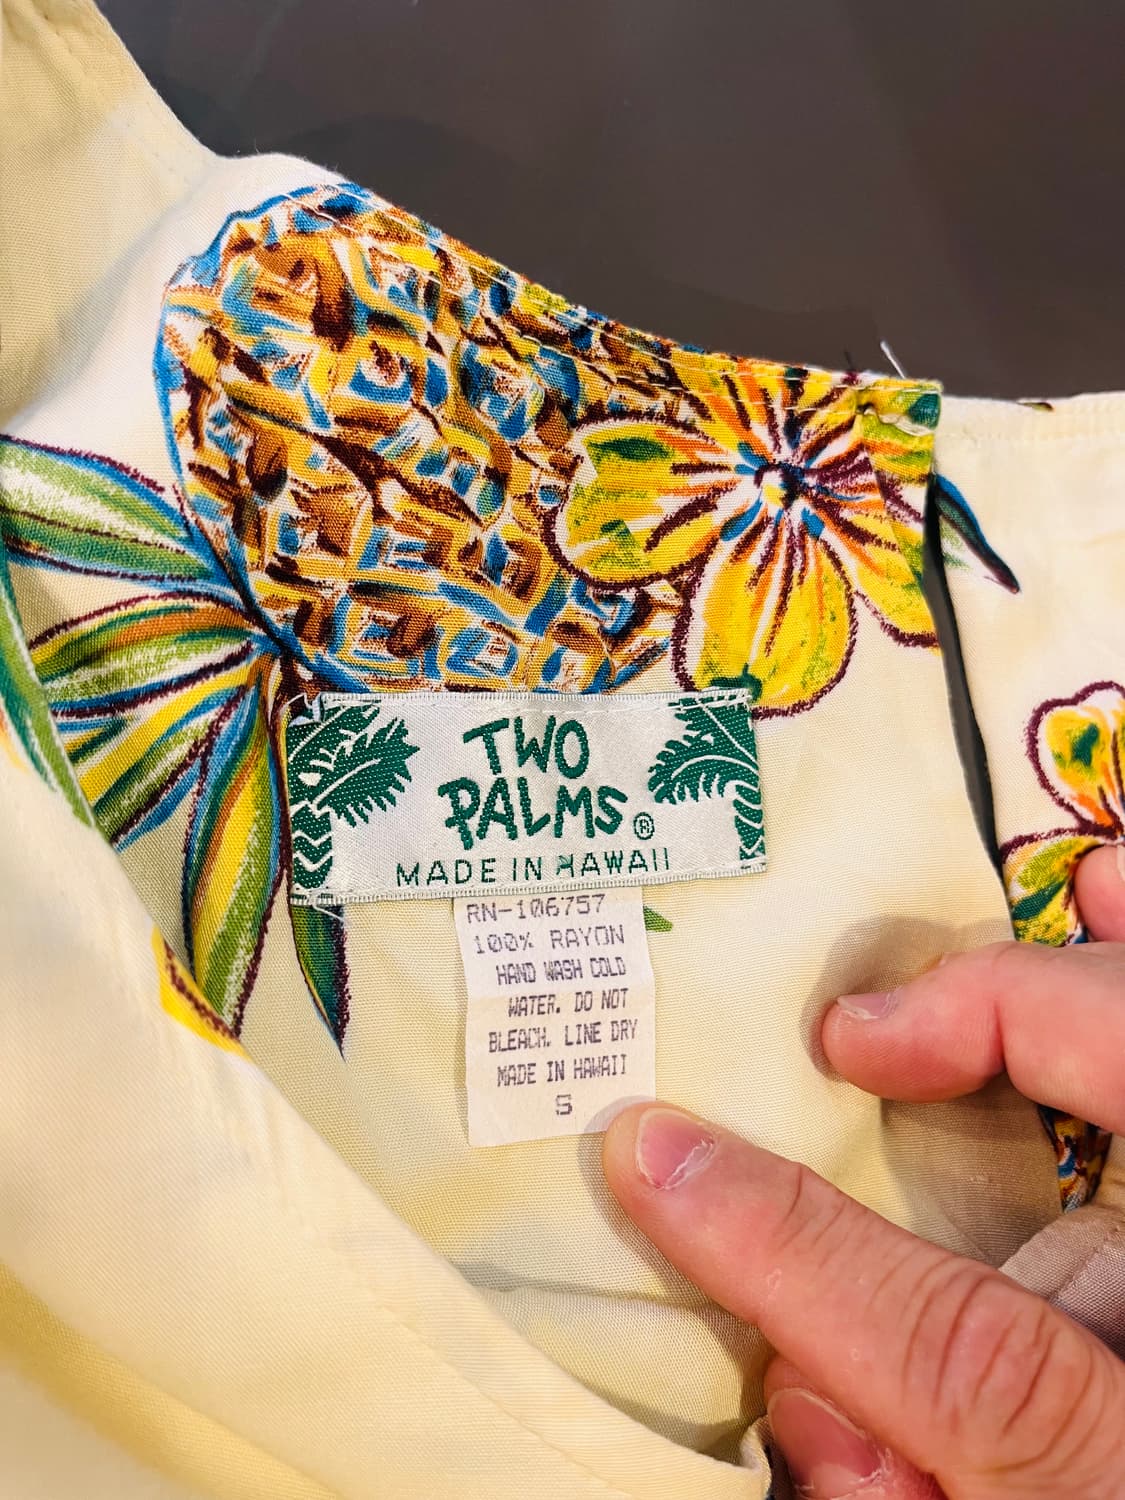 TWO
PALMS®
MADE IN HAWAII
RN-106757
100% RAYON
HAND WASH COLD
WATER. DO NOT
BLEACH. LINE DRY
MADE IN HAWAII
S